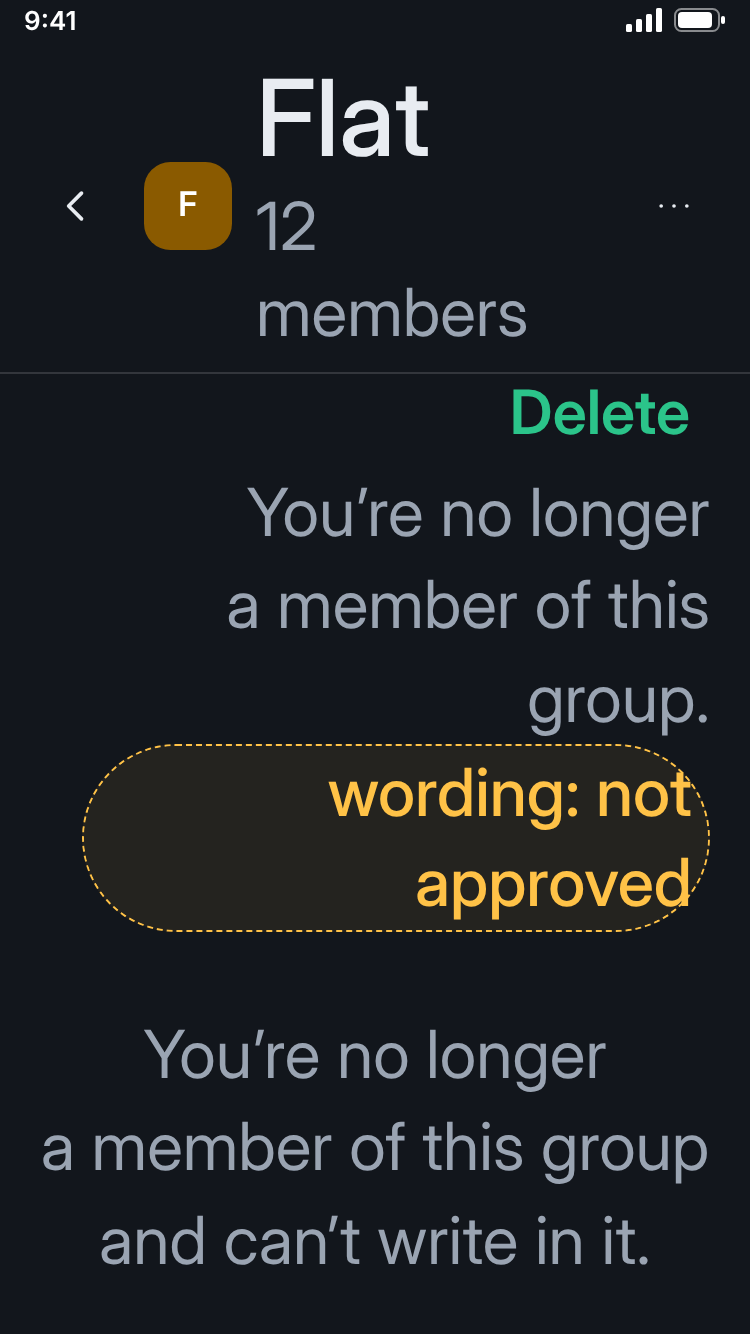 9:41
Flat
F
12
members
Delete
You’re no longer
a member of this
group.
wording: not
approved
You’re no longer
a member of this group
and can’t write in it.